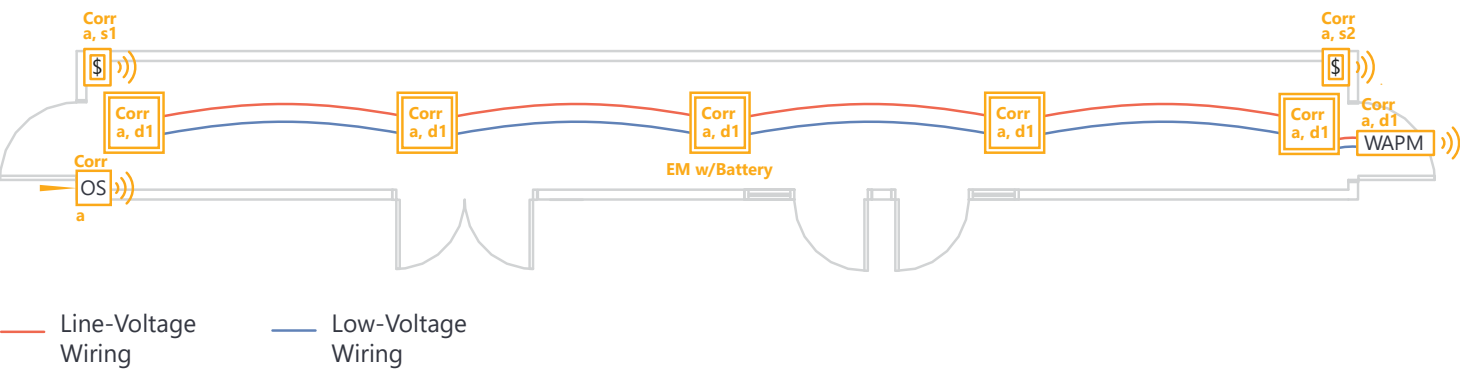 Corr
a, s1
$
Corr
a, s2
$
Corr
a, d1
Corr
a, d1
Corr
a, d1
Corr
a, d1
Corr
a, d1
Corr
a, d1
WAPM
EM w/Battery
Corr
OS
a
Line-Voltage
Wiring
Low-Voltage
Wiring